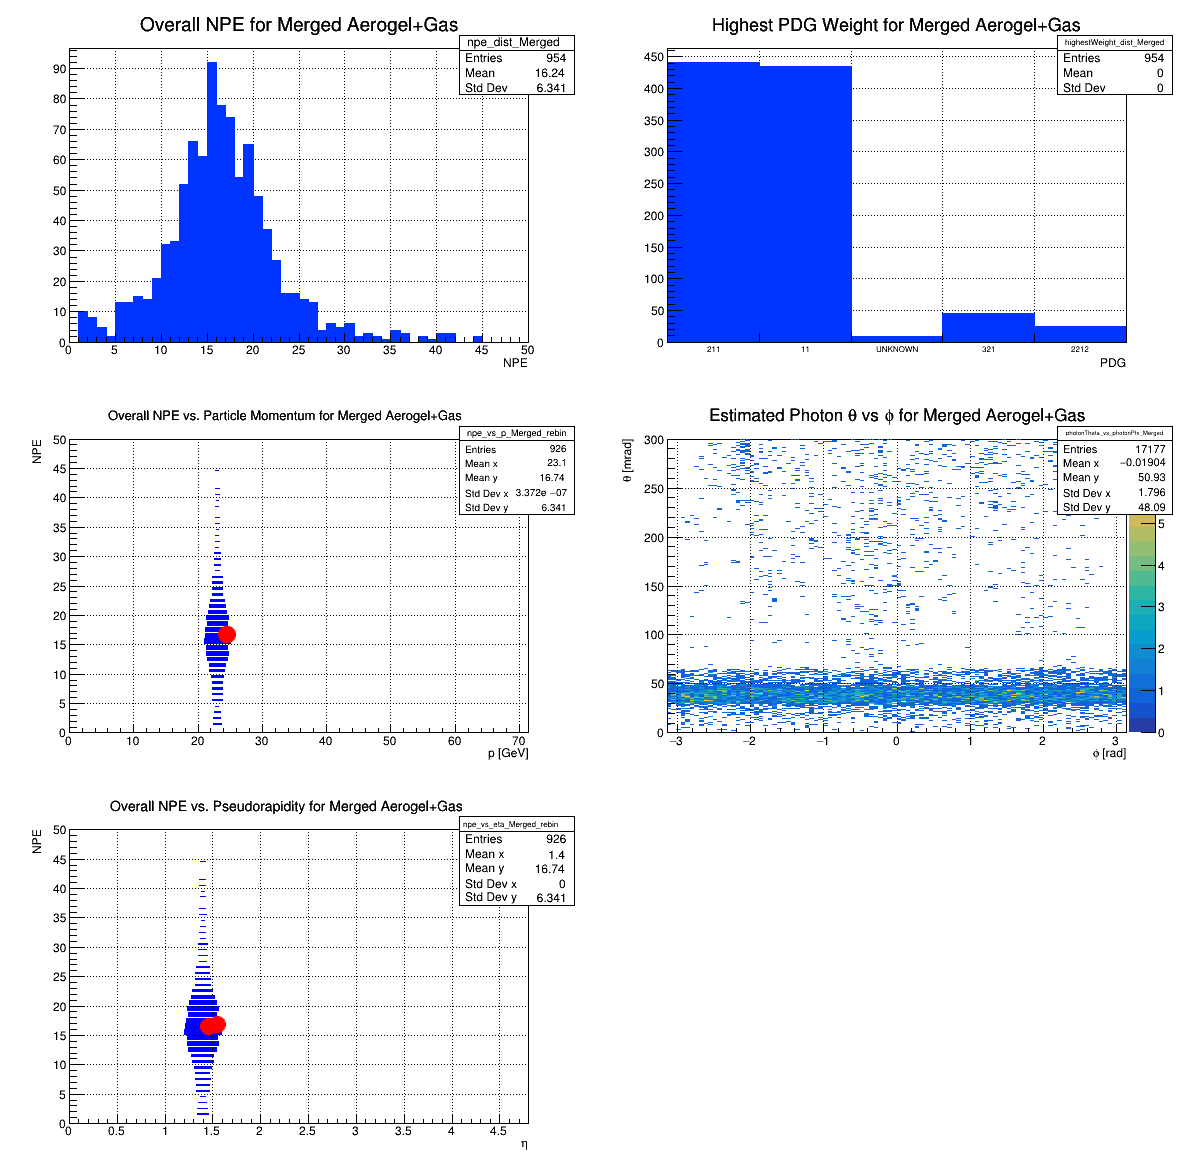 Overall NPE for Merged Aerogel+Gas
npe_dist_Merged
Entries 954
Mean 16.24
Std Dev 6.341
90
80
70
60
50
40
30
20
10
0
0 5 10 15 20 25 30 35 40 45 50
NPE
Highest PDG Weight for Merged Aerogel+Gas
highestWeight_dist_Merged
Entries 954
Mean 0
Std Dev 0
450
400
350
300
250
200
150
100
50
0
211 11 UNKNOWN 321 2212
PDG
Overall NPE vs. Particle Momentum for Merged Aerogel+Gas
npe_vs_p_Merged_rebin
Entries 926
Mean x 23.1
Mean y 16.74
Std Dev x 3.372e −07
Std Dev y 6.341
NPE
50
45
40
35
30
25
20
15
10
5
0
0 10 20 30 40 50 60 70
p [GeV]
Estimated Photon θ vs ϕ for Merged Aerogel+Gas
photonTheta_vs_photonPhi_Merged
Entries 17177
Mean x −0.01904
Mean y 50.93
Std Dev x 1.796
Std Dev y 48.09
θ [mrad]
300
250
200
150
100
50
0
−3 −2 −1 0 1 2 3
ϕ [rad]
5
4
3
2
1
0
Overall NPE vs. Pseudorapidity for Merged Aerogel+Gas
npe_vs_eta_Merged_rebin
Entries 926
Mean x 1.4
Mean y 16.74
Std Dev x 0
Std Dev y 6.341
NPE
50
45
40
35
30
25
20
15
10
5
0
0 0.5 1 1.5 2 2.5 3 3.5 4 4.5
η